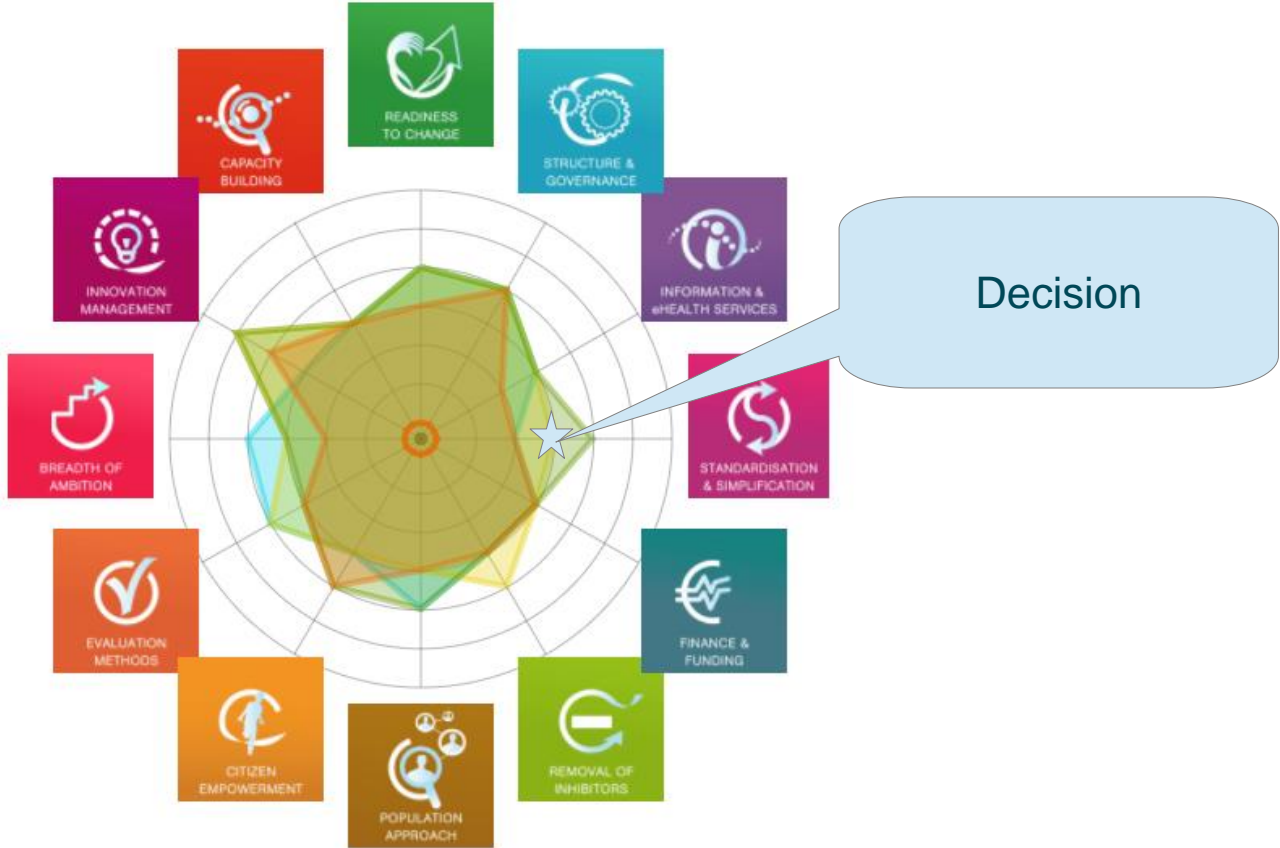 READINESS
TO CHANGE
STRUCTURE &
GOVERNANCE
INFORMATION &
eHEALTH SERVICES
Decision
STANDARDISATION
& SIMPLIFICATION
FINANCE &
FUNDING
REMOVAL OF
INHIBITORS
POPULATION
APPROACH
CITIZEN
EMPOWERMENT
EVALUATION
METHODS
BREADTH OF
AMBITION
INNOVATION
MANAGEMENT
CAPACITY
BUILDING